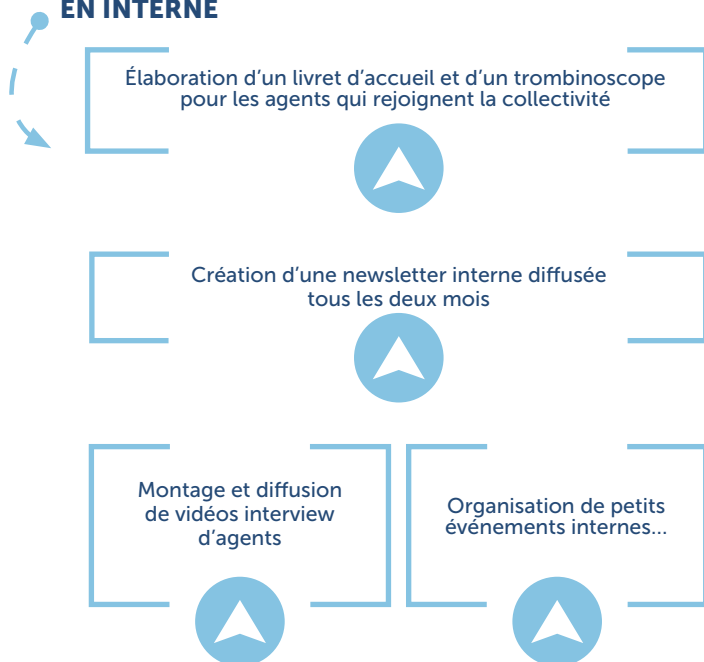 EN INTERNE
Élaboration d’un livret d’accueil et d’un trombinoscope
pour les agents qui rejoignent la collectivité
Création d’une newsletter interne diffusée
tous les deux mois
Montage et diffusion
de vidéos interview
d’agents
Organisation de petits
événements internes...